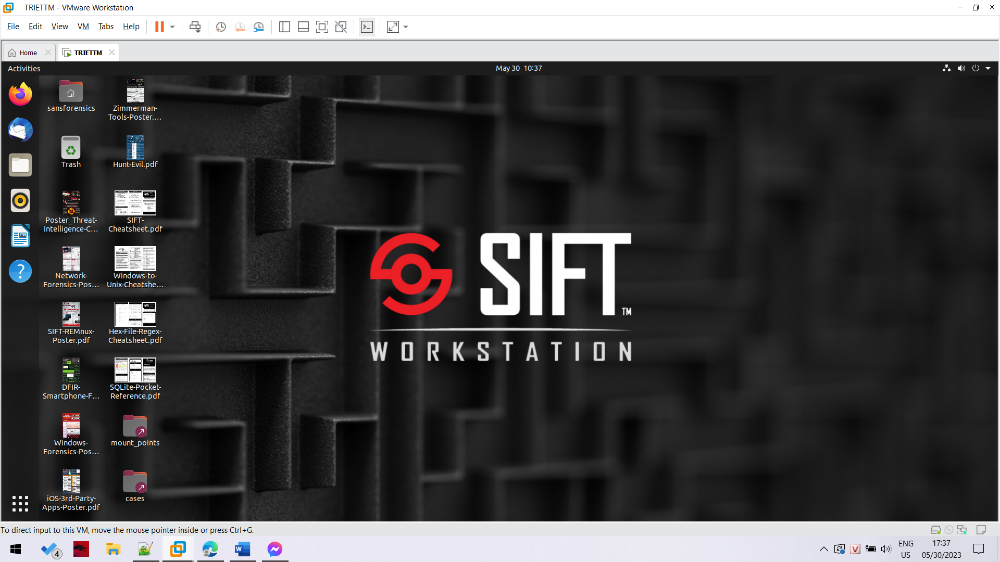 TRIETTM - VMware Workstation
File Edit View VM Tabs Help
Home TRIETTM
Activities
May 30 10:37
sansforensics
Zimmerman-
Tools-Poster....
Trash
Hunt-Evil.pdf
Poster_Threat-
Intelligence-C...
SIFT-
Cheatsheet.pdf
Network-
Forensics-Pos...
Windows-to-
Unix-Cheatshe...
SIFT-REMnux-
Poster.pdf
Hex-File-Regex-
Cheatsheet.pdf
DFIR-
Smartphone-F...
SQLite-Pocket-
Reference.pdf
Windows-
Forensics-Pos...
mount_points
iOS-3rd-Party-
Apps-Poster.pdf
cases
SIFT TM
WORKSTATION
To direct input to this VM, move the mouse pointer inside or press Ctrl+G.
4
ENG
US
17:37
05/30/2023